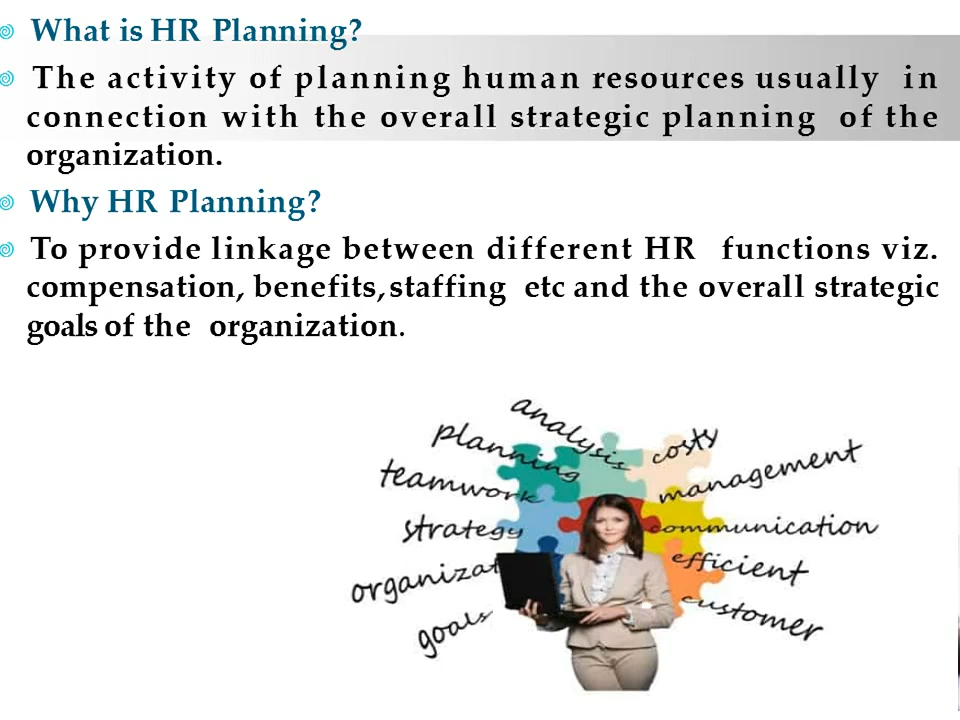 What is HR Planning?
The activity of planning human resources usually in
connection with the overall strategic planning of the
organization.
Why HR Planning?
To provide linkage between different HR functions viz.
compensation, benefits, staffing etc and the overall strategic
goals of the organization.
analysis
planning
costy
teamwork
management
strategy
communication
organizat
efficient
goals
customer